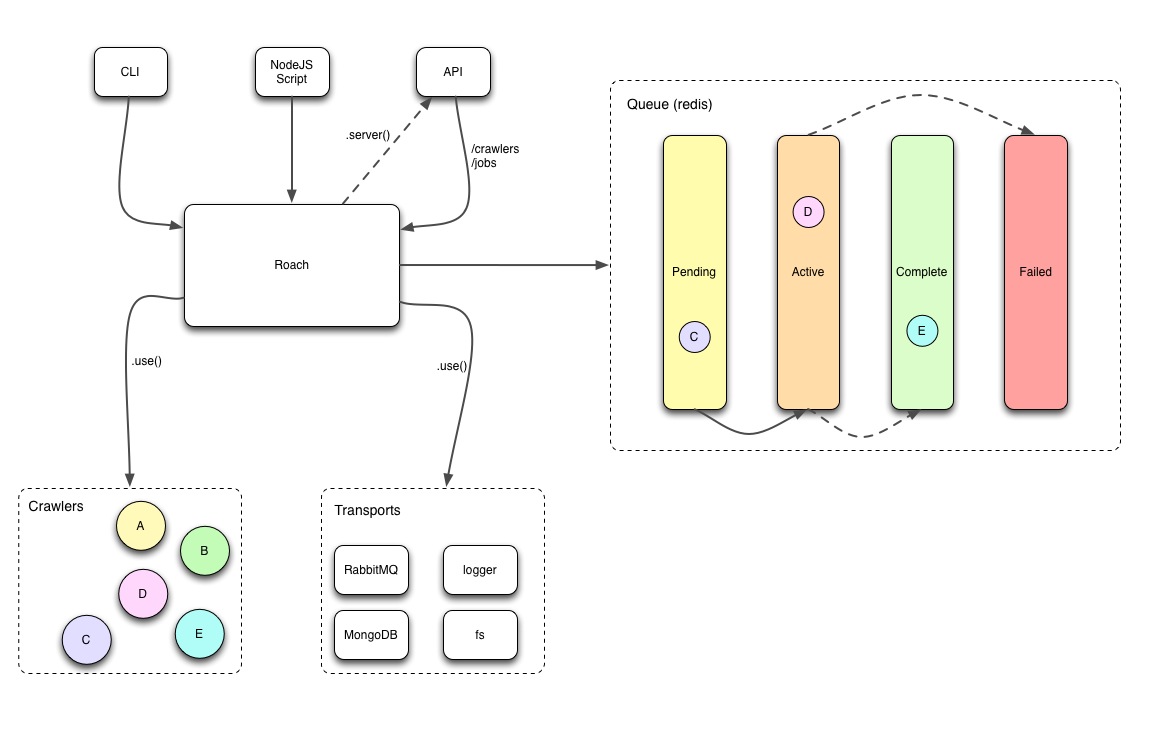 CLI
NodeJS
Script
API
.server()
/crawlers
/jobs
Roach
.use()
.use()
Queue (redis)
D
Pending
Active
Complete
Failed
C
E
Crawlers
A
B
D
C
E
Transports
RabbitMQ
logger
MongoDB
fs